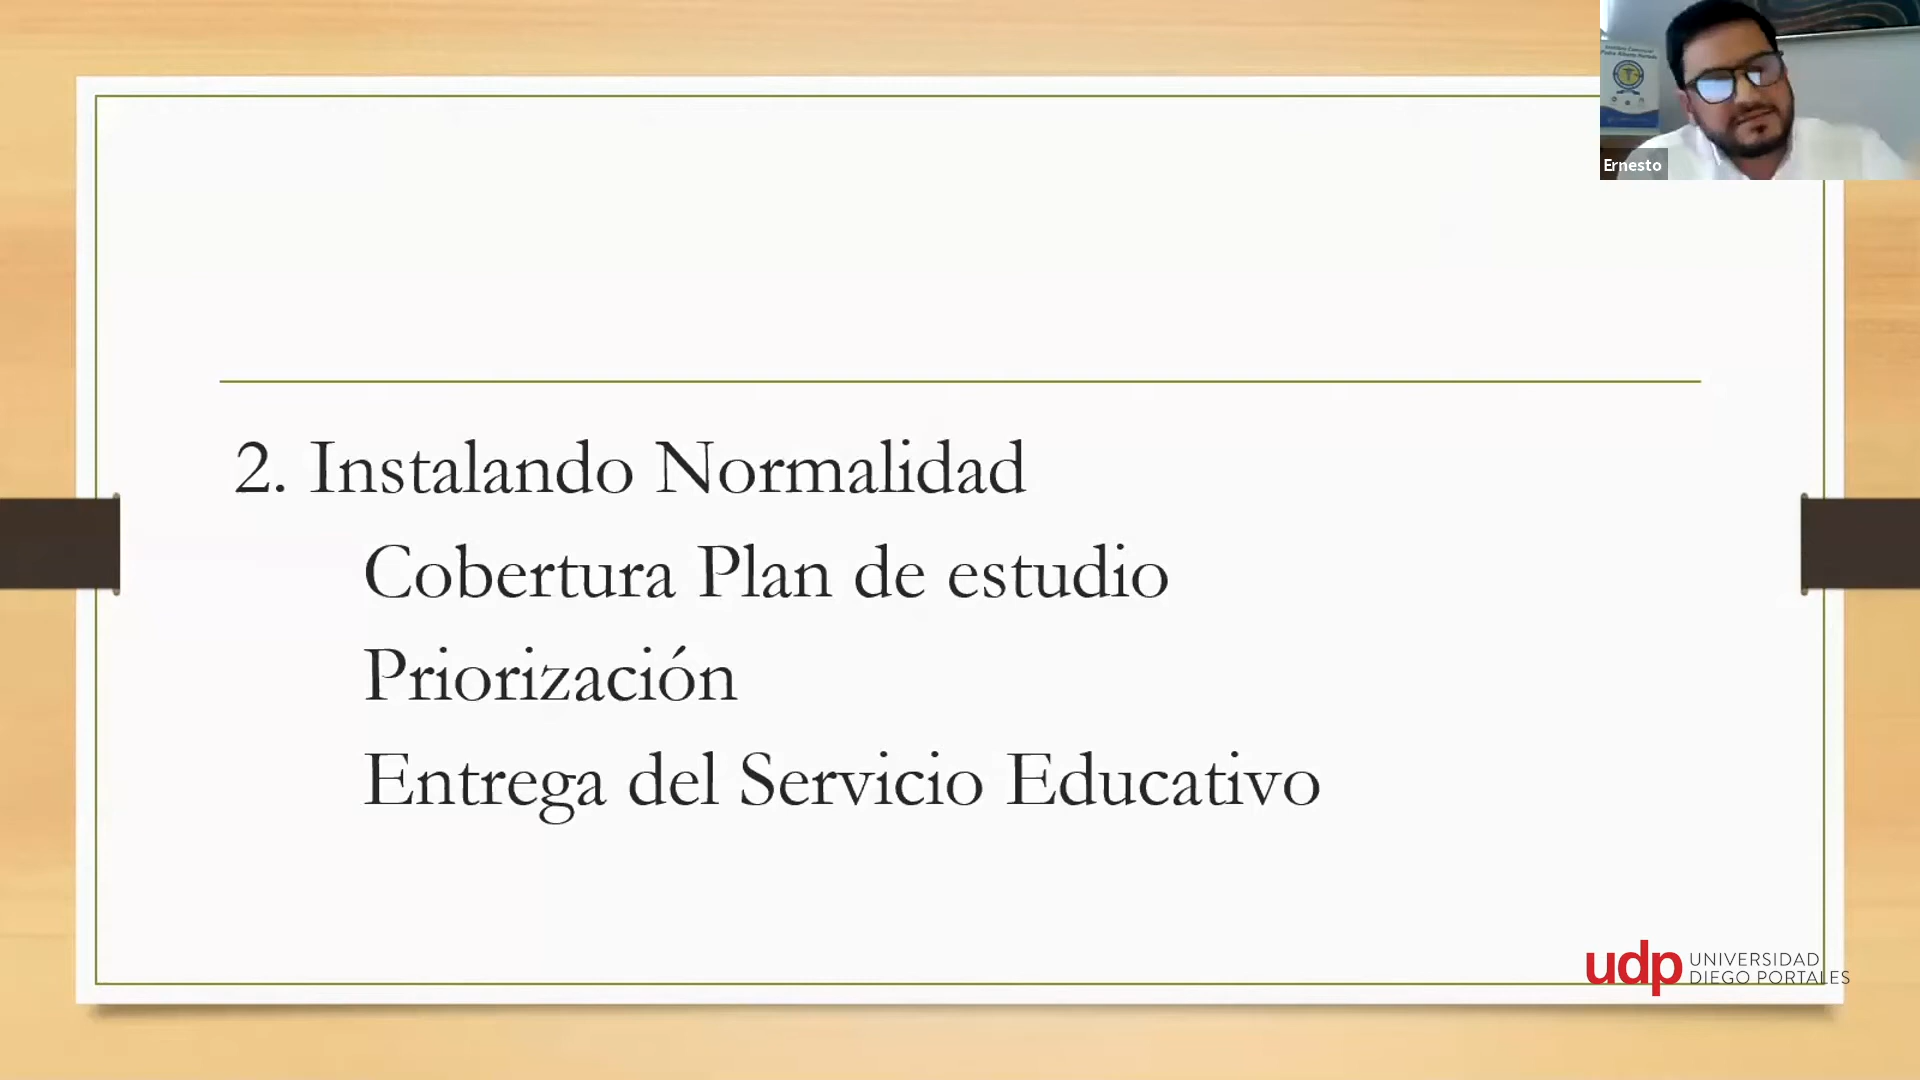 Ernesto
2. Instalando Normalidad
Cobertura Plan de estudio
Priorización
Entrega del Servicio Educativo
udp UNIVERSIDAD
DIEGO PORTALES